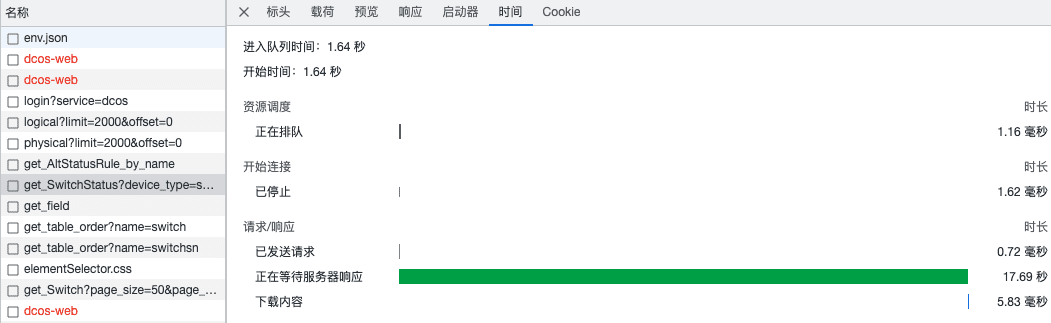 名称
env.json
dcos-web
dcos-web
login?service=dcos
logical?limit=2000&offset=0
physical?limit=2000&offset=0
get_AltStatusRule_by_name
get_SwitchStatus?device_type=s…
get_field
get_table_order?name=switch
get_table_order?name=switchsn
elementSelector.css
get_Switch?page_size=50&page_…
dcos-web
标头 载荷 预览 响应 启动器 时间 Cookie
进入队列时间：1.64 秒
开始时间：1.64 秒
资源调度 时长
正在排队 1.16 毫秒
开始连接 时长
已停止 1.62 毫秒
请求/响应 时长
已发送请求 0.72 毫秒
正在等待服务器响应 17.69 秒
下载内容 5.83 毫秒